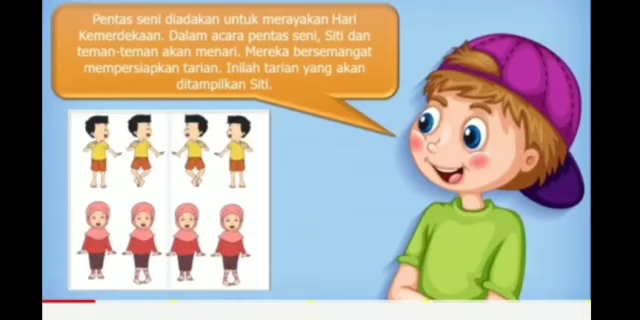 Pentas seni diadakan untuk merayakan Hari
Kemerdekaan. Dalam acara pentas seni, Siti dan
teman-teman akan menari. Mereka bersemangat
mempersiapkan tarian. Inilah tarian yang akan
ditampilkan Siti.